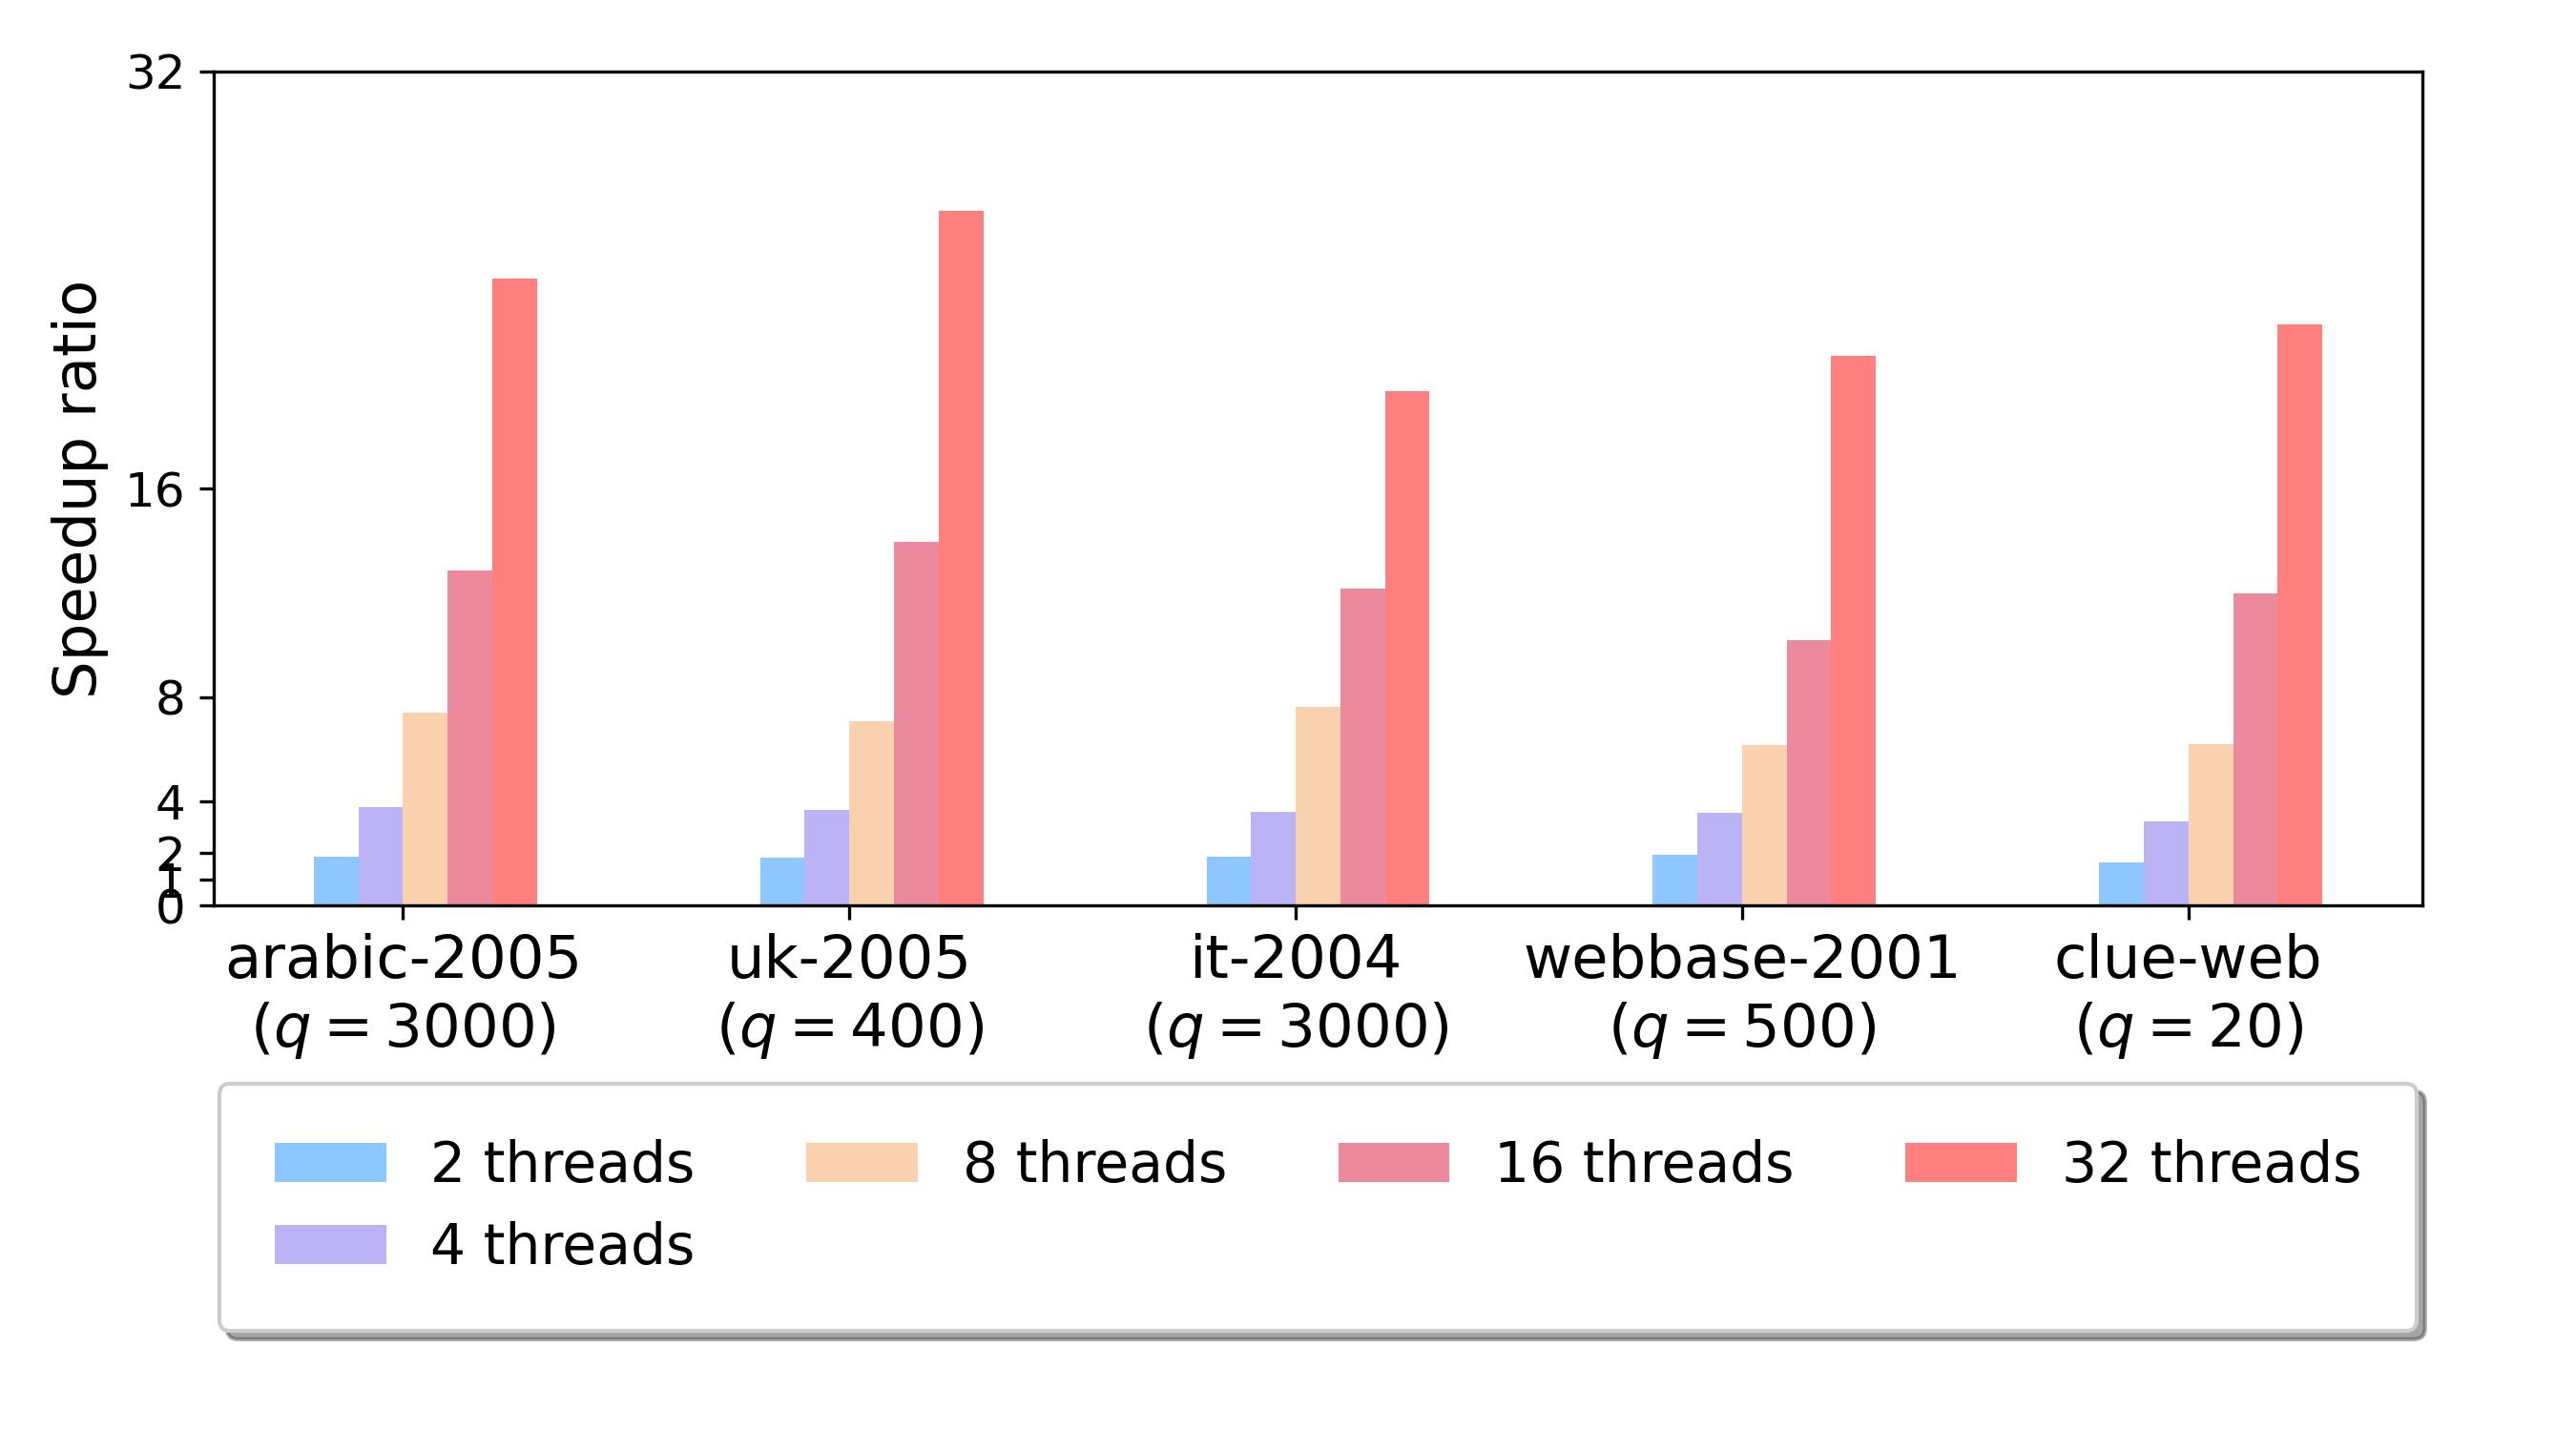 32
16
8
4
2
1
0
Speedup ratio
arabic-2005
(q = 3000)
uk-2005
(q = 400)
it-2004
(q = 3000)
webbase-2001
(q = 500)
clue-web
(q = 20)
2 threads
4 threads
8 threads
16 threads
32 threads